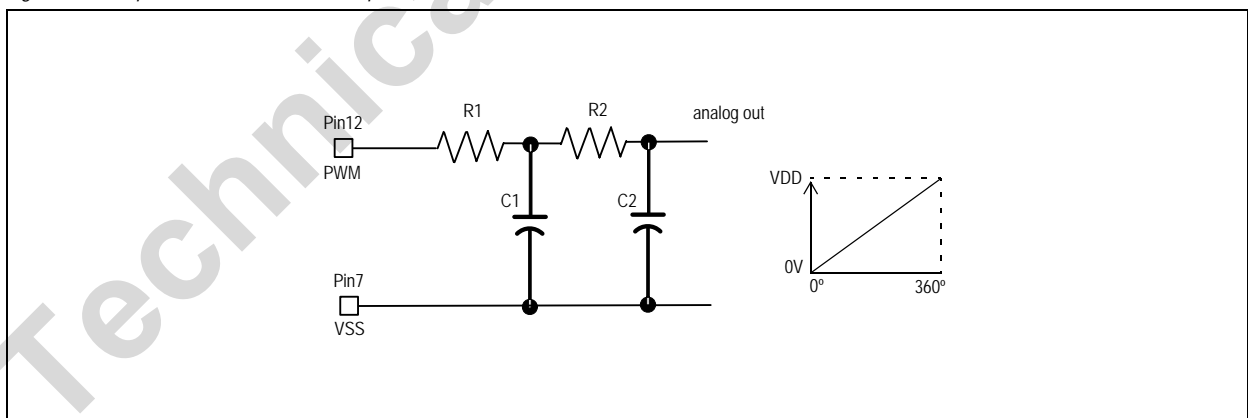 R1
R2
analog out
Pin12
PWM
C1
C2
VDD
0V
0º
360º
Pin7
VSS
Technica